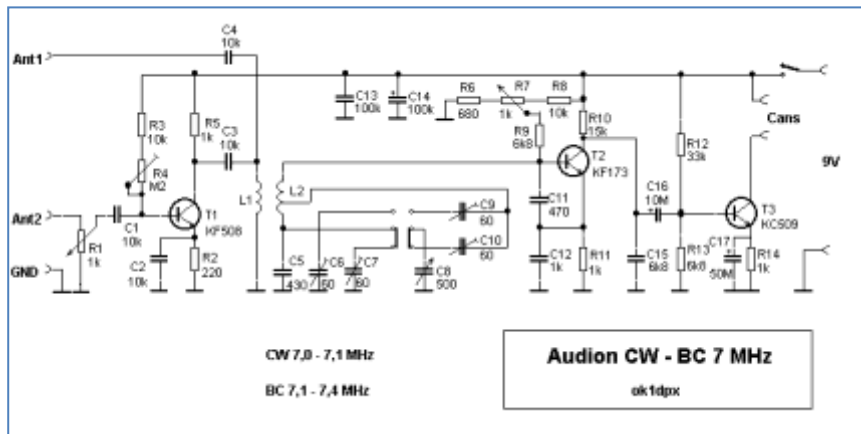 C4
10k
Ant1
C13
100k
C14
100k
R6
680
R7
1k
R8
10k
R9
6k8
R10
15k
Cans
R3
10k
R5
1k
C3
10k
R4
M2
R12
33k
9V
T2
KF173
L1
L2
C9
60
C11
470
C16
10M
T3
KC509
Ant2
C1
10k
T1
KF508
R1
1k
C10
60
GND
C2
10k
R2
220
C5
430
C6
50
C7
60
C8
500
C12
1k
R11
1k
C15
6k8
R13
6k8
C17
50M
R14
1k
CW 7,0 - 7,1 MHz
BC 7,1 - 7,4 MHz
Audion CW - BC 7 MHz
ok1dpx